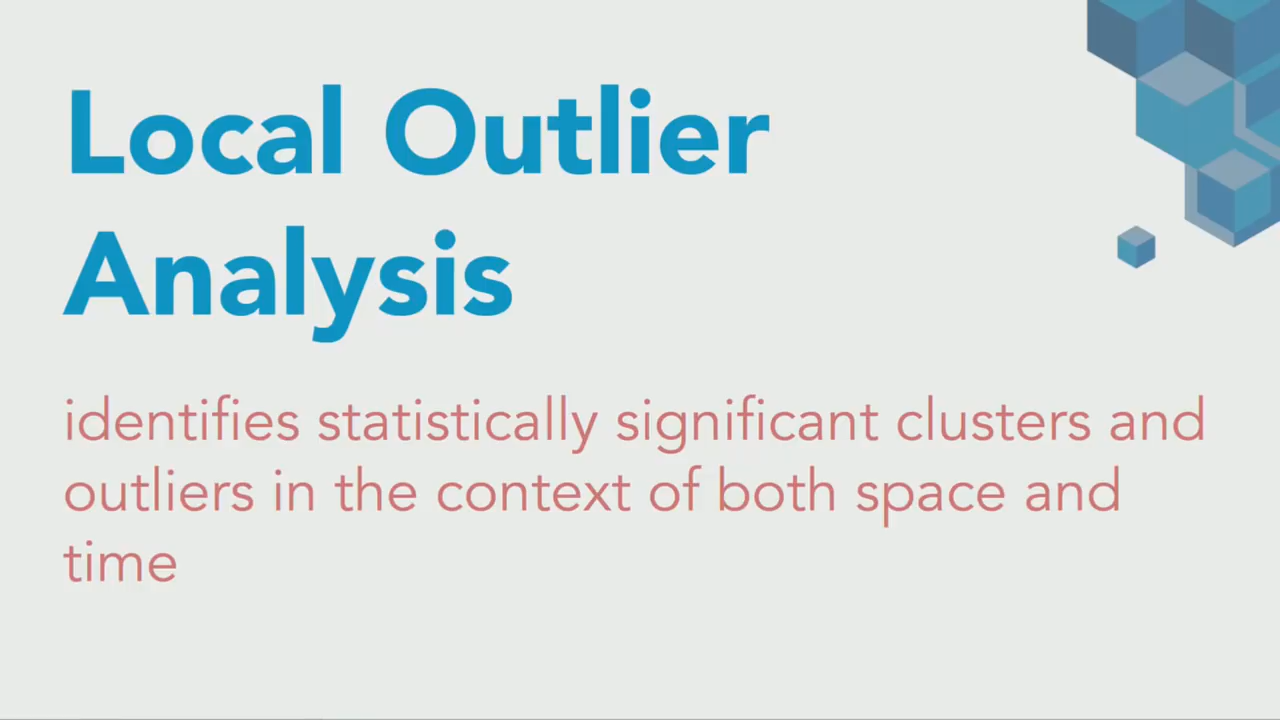 Local Outlier
Analysis
identifies statistically significant clusters and
outliers in the context of both space and
time